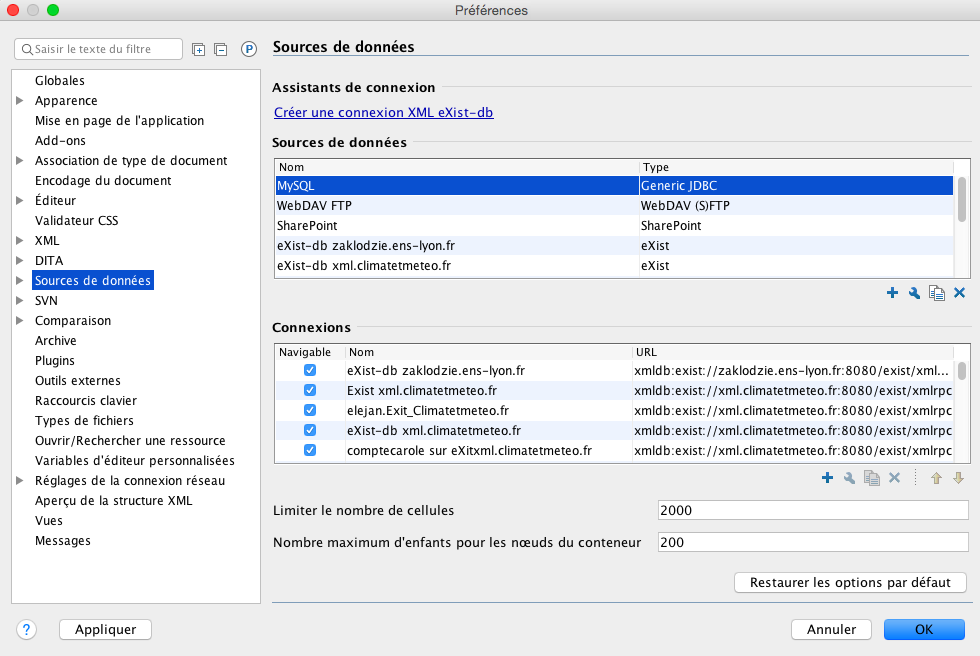 Préférences
Saisir le texte du filtre
P
Globales
Apparence
Mise en page de l'application
Add-ons
Association de type de document
Encodage du document
Éditeur
Validateur CSS
XML
DITA
Sources de données
SVN
Comparaison
Archive
Plugins
Outils externes
Raccourcis clavier
Types de fichiers
Ouvrir/Rechercher une ressource
Variables d'éditeur personnalisées
Réglages de la connexion réseau
Aperçu de la structure XML
Vues
Messages
Sources de données
Assistants de connexion
Créer une connexion XML eXist-db
Sources de données
Nom Type
MySQL Generic JDBC
WebDAV FTP WebDAV (S)FTP
SharePoint SharePoint
eXist-db zaklodzie.ens-lyon.fr eXist
eXist-db xml.climatetmeteo.fr eXist
Connexions
Navigable Nom URL
eXist-db zaklodzie.ens-lyon.fr xmldb:exist://zaklodzie.ens-lyon.fr:8080/exist/xml...
Exist xml.climatetmeteo.fr xmldb:exist://xml.climatetmeteo.fr:8080/exist/xmlrpc
elejan.Exit_Climatetmeteo.fr xmldb:exist://xml.climatetmeteo.fr:8080/exist/xmlrpc
eXist-db xml.climatetmeteo.fr xmldb:exist://xml.climatetmeteo.fr:8080/exist/xmlrpc
comptecarole sur eXitxml.climatetmeteo.fr xmldb:exist://xml.climatetmeteo.fr:8080/exist/xmlrpc
Limiter le nombre de cellules 2000
Nombre maximum d'enfants pour les nœuds du conteneur 200
Restaurer les options par défaut
? Appliquer Annuler OK